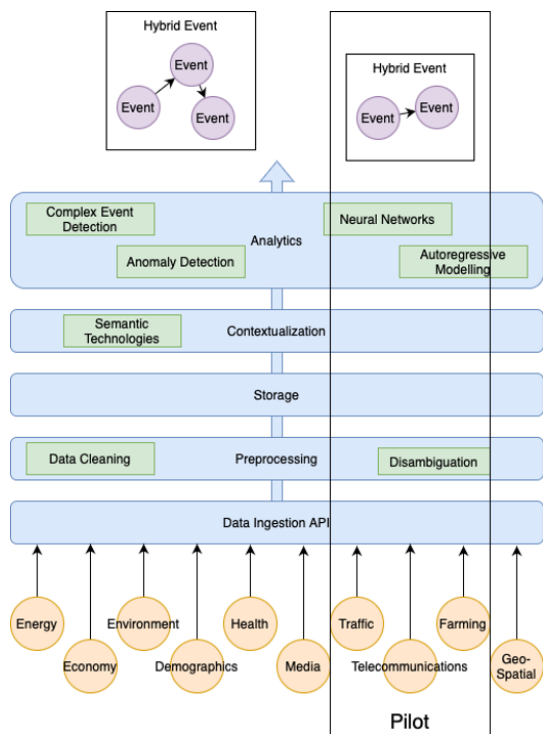 Hybrid Event
Event
Event
Event
Hybrid Event
Event
Event
Complex Event
Detection
Neural Networks
Analytics
Anomaly Detection
Autoregressive
Modelling
Semantic
Technologies
Contextualization
Storage
Data Cleaning
Preprocessing
Disambiguation
Data Ingestion API
Energy
Environment
Health
Traffic
Farming
Economy
Demographics
Media
Telecommunications
Geo-
Spatial
Pilot